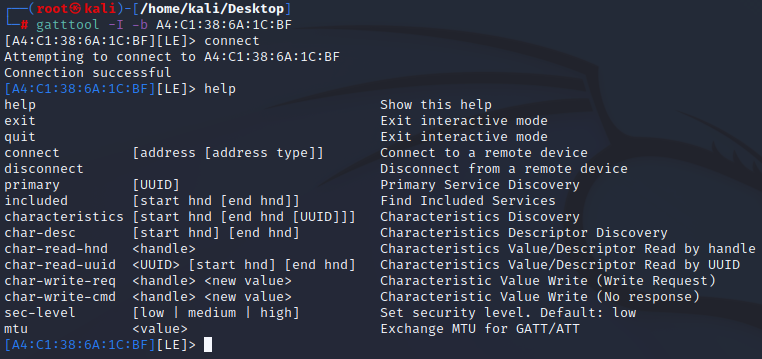 ┌──(root㉿kali)-[/home/kali/Desktop]
└─# gatttool -I -b A4:C1:38:6A:1C:BF
[A4:C1:38:6A:1C:BF][LE]> connect
Attempting to connect to A4:C1:38:6A:1C:BF
Connection successful
[A4:C1:38:6A:1C:BF][LE]> help
help                                           Show this help
exit                                           Exit interactive mode
quit                                           Exit interactive mode
connect         [address [address type]]       Connect to a remote device
disconnect                                     Disconnect from a remote device
primary         [UUID]                         Primary Service Discovery
included        [start hnd [end hnd]]          Find Included Services
characteristics [start hnd [end hnd [UUID]]]   Characteristics Discovery
char-desc       [start hnd] [end hnd]          Characteristics Descriptor Discovery
char-read-hnd   <handle>                       Characteristics Value/Descriptor Read by handle
char-read-uuid  <UUID> [start hnd] [end hnd]   Characteristics Value/Descriptor Read by UUID
char-write-req  <handle> <new value>           Characteristic Value Write (Write Request)
char-write-cmd  <handle> <new value>           Characteristic Value Write (No response)
sec-level       [low | medium | high]          Set security level. Default: low
mtu             <value>                        Exchange MTU for GATT/ATT
[A4:C1:38:6A:1C:BF][LE]>